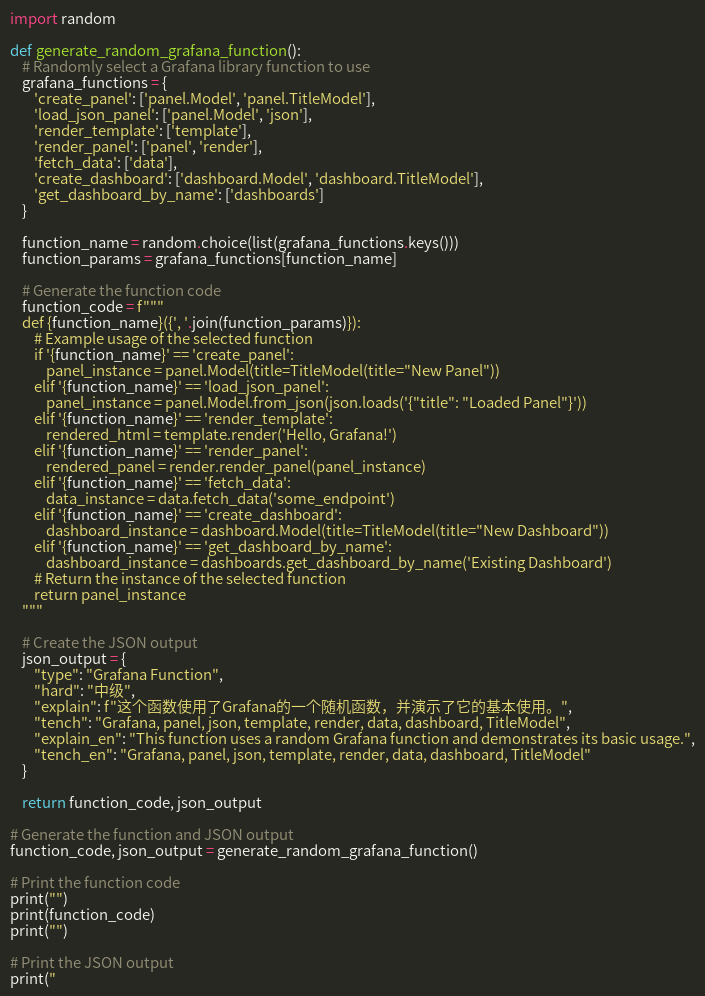 import random

def generate_random_grafana_function():
    # Randomly select a Grafana library function to use
    grafana_functions = {
        'create_panel': ['panel.Model', 'panel.TitleModel'],
        'load_json_panel': ['panel.Model', 'json'],
        'render_template': ['template'],
        'render_panel': ['panel', 'render'],
        'fetch_data': ['data'],
        'create_dashboard': ['dashboard.Model', 'dashboard.TitleModel'],
        'get_dashboard_by_name': ['dashboards']
    }

    function_name = random.choice(list(grafana_functions.keys()))
    function_params = grafana_functions[function_name]

    # Generate the function code
    function_code = f"""
    def {function_name}({', '.join(function_params)}):
        # Example usage of the selected function
        if '{function_name}' == 'create_panel':
            panel_instance = panel.Model(title=TitleModel(title="New Panel"))
        elif '{function_name}' == 'load_json_panel':
            panel_instance = panel.Model.from_json(json.loads('{"title": "Loaded Panel"}'))
        elif '{function_name}' == 'render_template':
            rendered_html = template.render('Hello, Grafana!')
        elif '{function_name}' == 'render_panel':
            rendered_panel = render.render_panel(panel_instance)
        elif '{function_name}' == 'fetch_data':
            data_instance = data.fetch_data('some_endpoint')
        elif '{function_name}' == 'create_dashboard':
            dashboard_instance = dashboard.Model(title=TitleModel(title="New Dashboard"))
        elif '{function_name}' == 'get_dashboard_by_name':
            dashboard_instance = dashboards.get_dashboard_by_name('Existing Dashboard')
        # Return the instance of the selected function
        return panel_instance
    """

    # Create the JSON output
    json_output = {
        "type": "Grafana Function",
        "hard": "中级",
        "explain": f"这个函数使用了Grafana的一个随机函数，并演示了它的基本使用。",
        "tench": "Grafana, panel, json, template, render, data, dashboard, TitleModel",
        "explain_en": "This function uses a random Grafana function and demonstrates its basic usage.",
        "tench_en": "Grafana, panel, json, template, render, data, dashboard, TitleModel"
    }

    return function_code, json_output

# Generate the function and JSON output
function_code, json_output = generate_random_grafana_function()

# Print the function code
print("")
print(function_code)
print("")

# Print the JSON output
print("